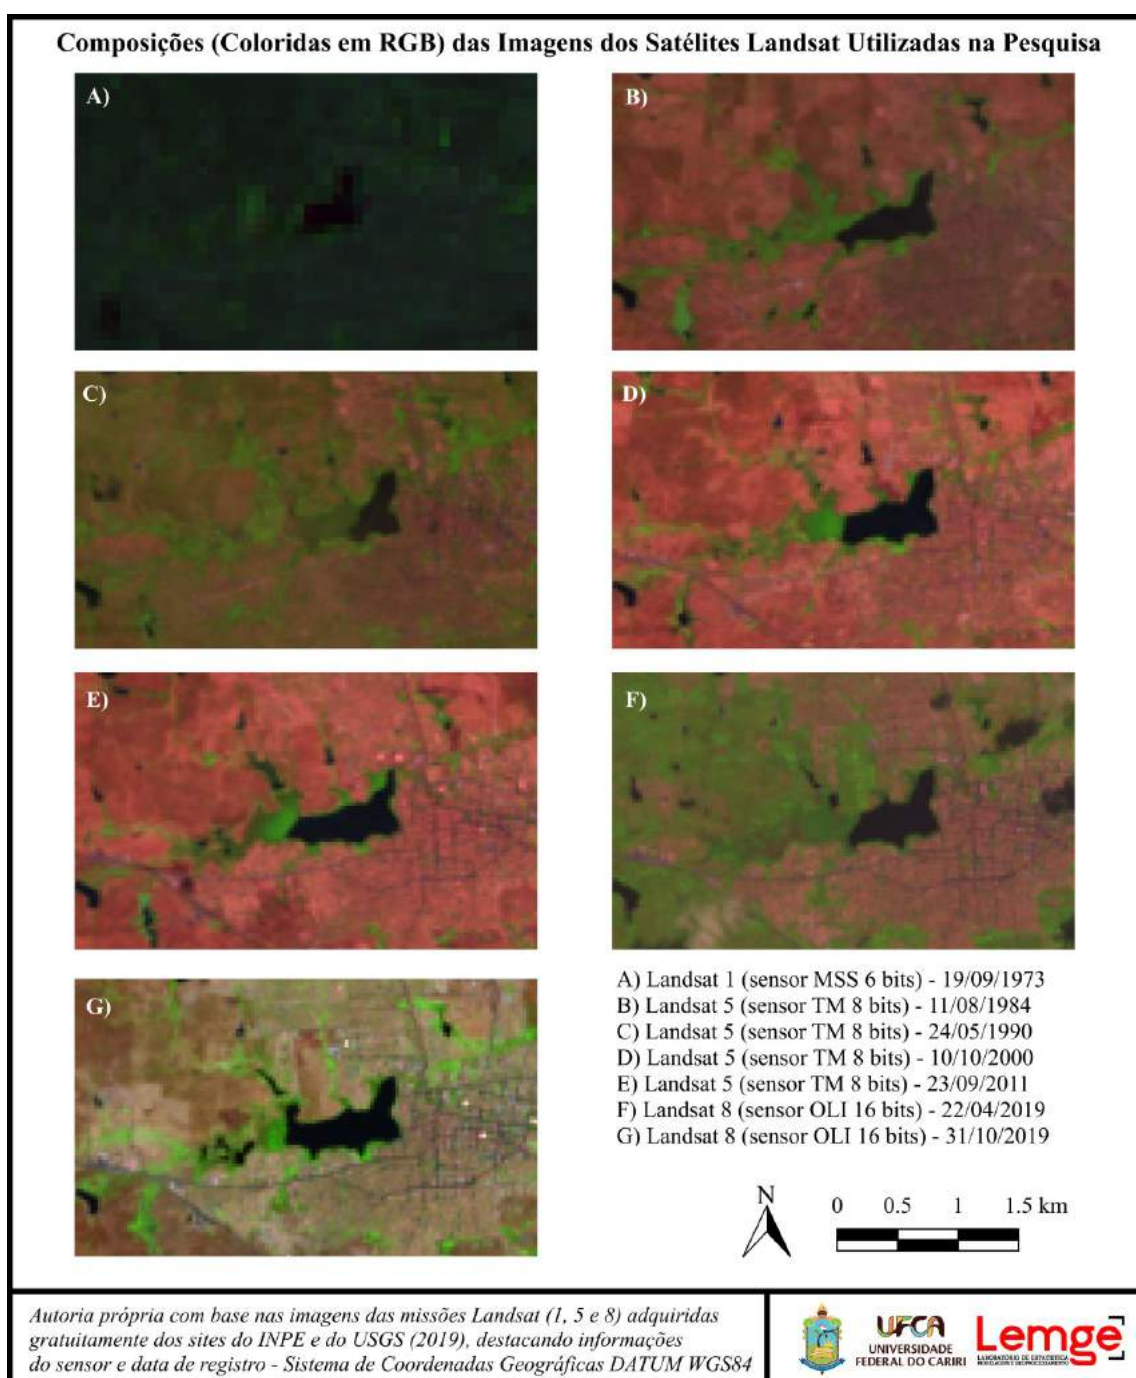 Composições (Coloridas em RGB) das Imagens dos Satélites Landsat Utilizadas na Pesquisa
A)
B)
C)
D)
E)
F)
G)
A) Landsat 1 (sensor MSS 6 bits) - 19/09/1973
B) Landsat 5 (sensor TM 8 bits) - 11/08/1984
C) Landsat 5 (sensor TM 8 bits) - 24/05/1990
D) Landsat 5 (sensor TM 8 bits) - 10/10/2000
E) Landsat 5 (sensor TM 8 bits) - 23/09/2011
F) Landsat 8 (sensor OLI 16 bits) - 22/04/2019
G) Landsat 8 (sensor OLI 16 bits) - 31/10/2019
N
0 0.5 1 1.5 km
Autoria própria com base nas imagens das missões Landsat (1, 5 e 8) adquiridas
gratuitamente dos sites do INPE e do USGS (2019), destacando informações
do sensor e data de registro - Sistema de Coordenadas Geográficas DATUM WGS84
UFCA
UNIVERSIDADE
FEDERAL DO CARIRI
Lemge
LABORATÓRIO DE ESTATÍSTICA